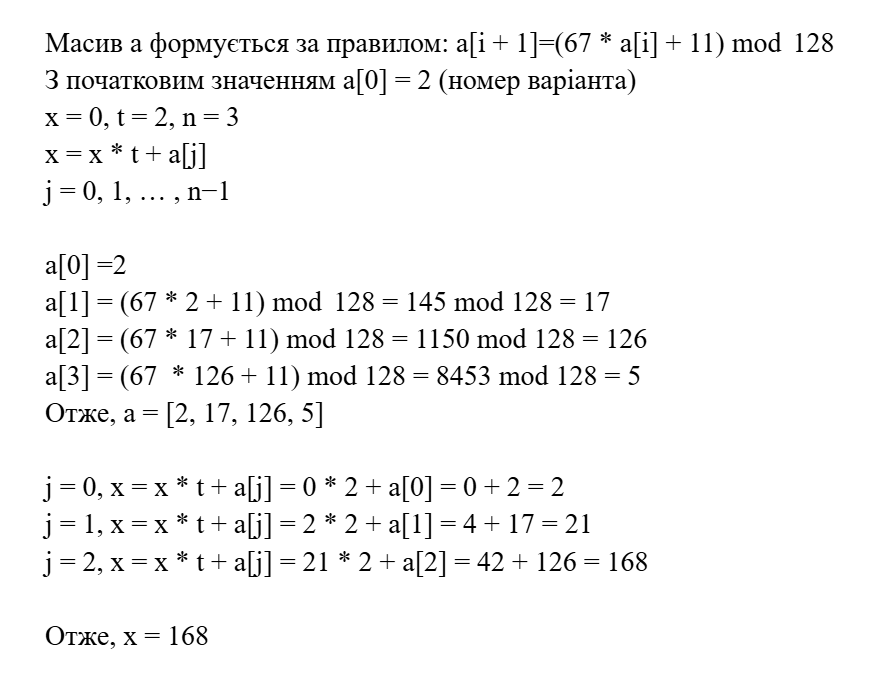 Масив a формується за правилом: a[i + 1]=(67 * a[i] + 11) mod 128
З початковим значенням a[0] = 2 (номер варіанта)
x = 0, t = 2, n = 3
x = x * t + a[j]
j = 0, 1, … , n−1
a[0] =2
a[1] = (67 * 2 + 11) mod 128 = 145 mod 128 = 17
a[2] = (67 * 17 + 11) mod 128 = 1150 mod 128 = 126
a[3] = (67 * 126 + 11) mod 128 = 8453 mod 128 = 5
Отже, a = [2, 17, 126, 5]
j = 0, x = x * t + a[j] = 0 * 2 + a[0] = 0 + 2 = 2
j = 1, x = x * t + a[j] = 2 * 2 + a[1] = 4 + 17 = 21
j = 2, x = x * t + a[j] = 21 * 2 + a[2] = 42 + 126 = 168
Отже, x = 168